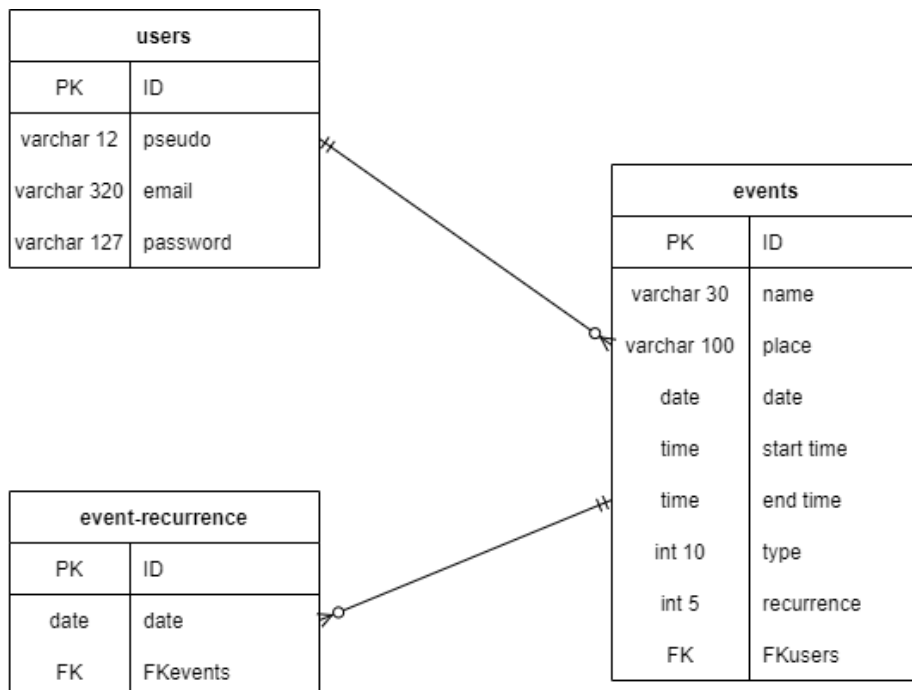 users
PK ID
varchar 12 pseudo
varchar 320 email
varchar 127 password
events
PK ID
varchar 30 name
varchar 100 place
date date
time start time
time end time
int 10 type
int 5 recurrence
FK FKusers
event-recurrence
PK ID
date date
FK FKevents